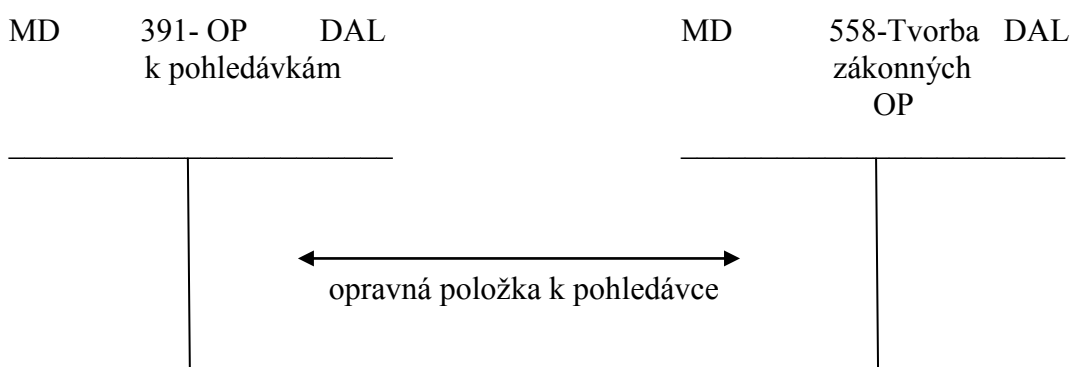 MD 391- OP DAL MD 558-Tvorba DAL
k pohledávkám zákonných
OP
opravná položka k pohledávce